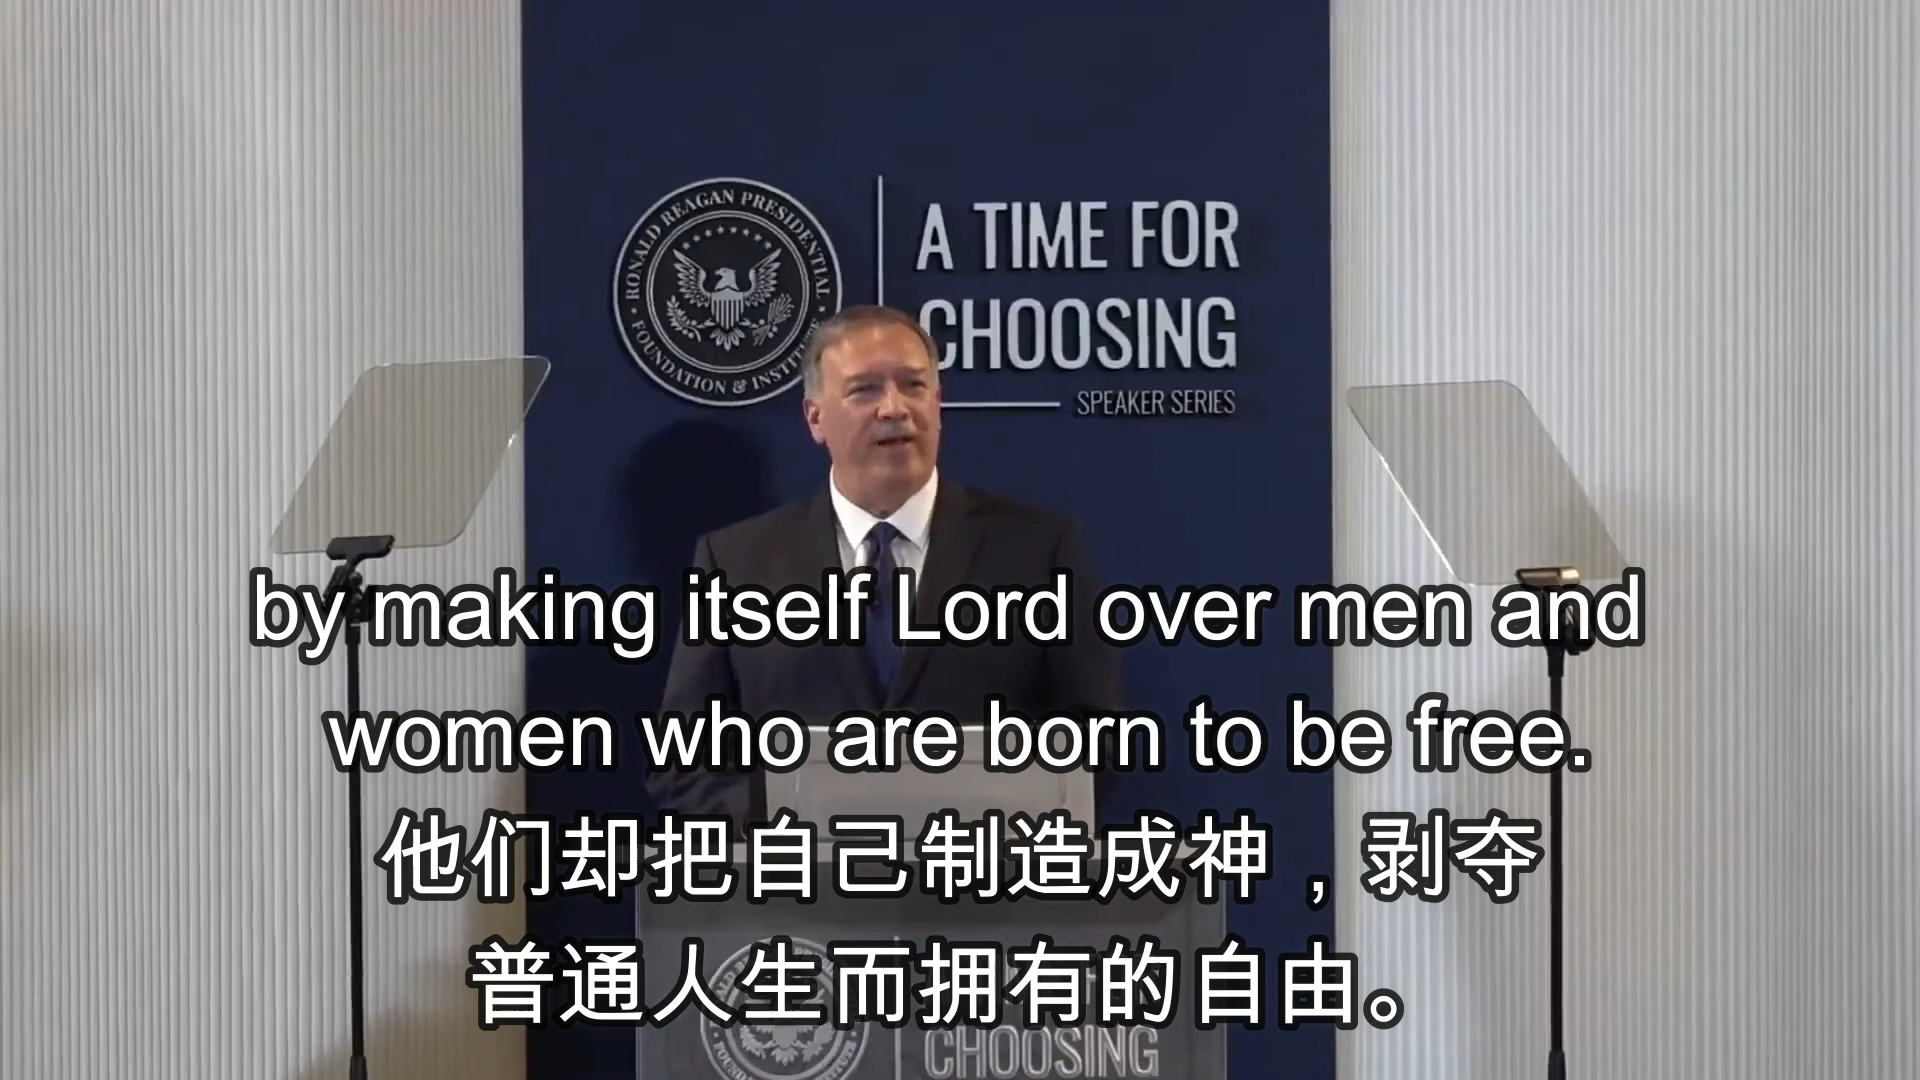 RONALD REAGAN PRESIDENTIAL
FOUNDATION &
A TIME FOR
CHOOSING
SPEAKER SERIES
by making itself Lord over men and
women who are born to be free.
他们却把自己制造成神，剥夺
普通人生而拥有的自由。
CHOOSING